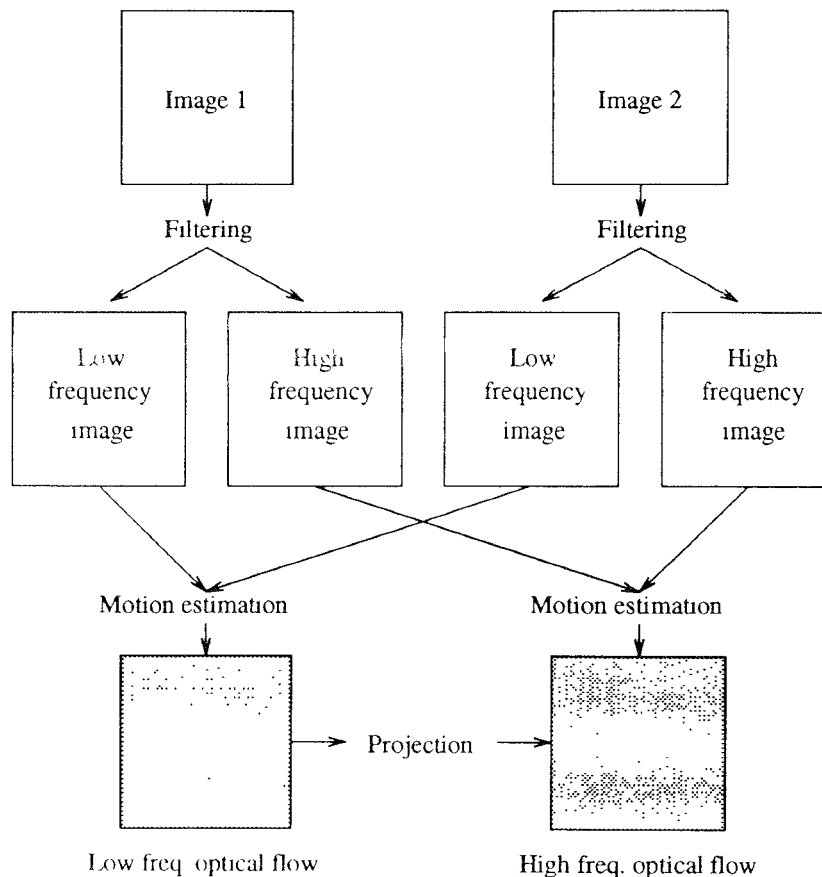 Image 1
Image 2
Filtering
Filtering
Low
frequency
image
High
frequency
image
Low
frequency
image
High
frequency
image
Motion estimation
Motion estimation
Projection
Low freq. optical flow
High freq. optical flow